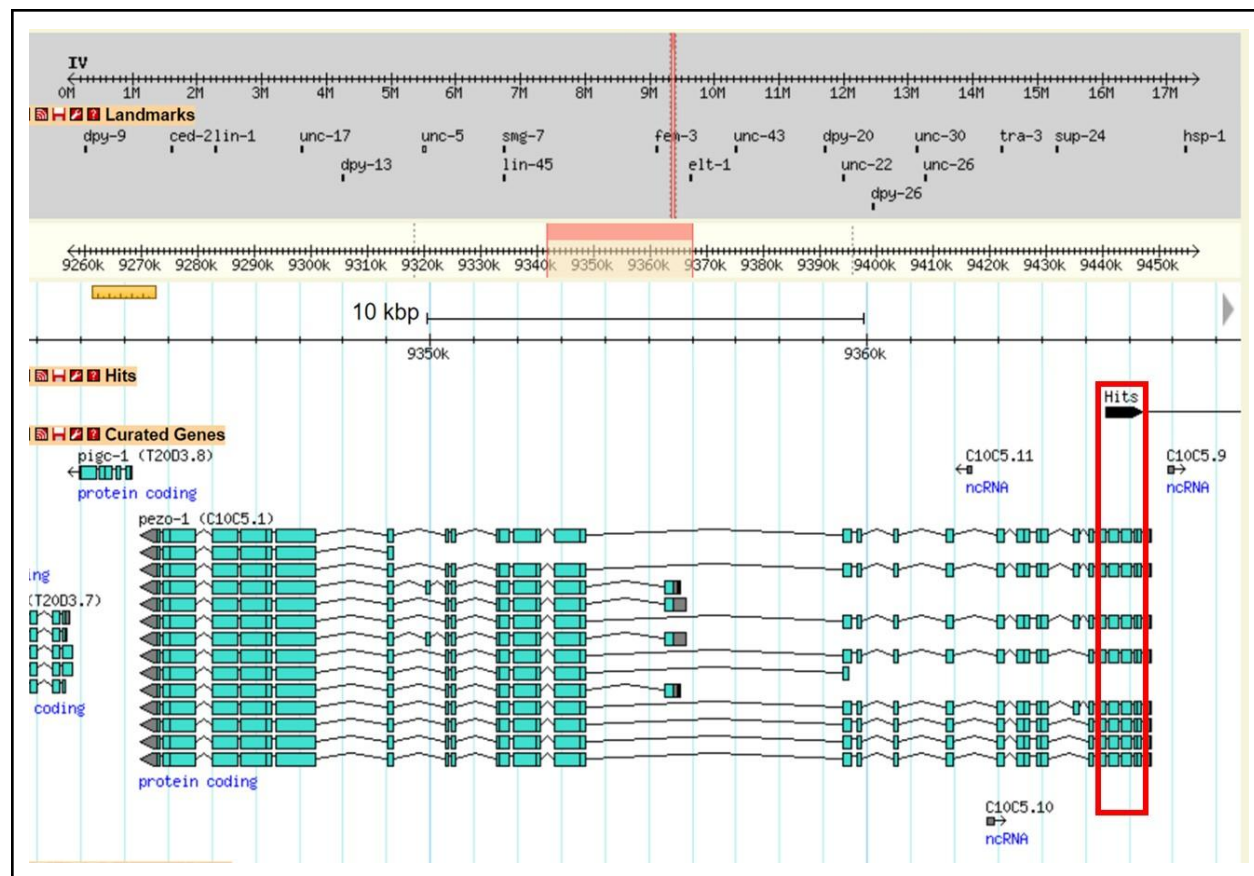 IV
0M 1M 2M 3M 4M 5M 6M 7M 8M 9M 10M 11M 12M 13M 14M 15M 16M 17M
Landmarks
dpy-9 ced-2 lin-1 unc-17 unc-5 smg-7 fem-3 unc-43 dpy-20 unc-30 tra-3 sup-24 hsp-1
dpy-13 lin-45 elt-1 unc-22 unc-26
dpy-26
9260k 9270k 9280k 9290k 9300k 9310k 9320k 9330k 9340k 9350k 9360k 9370k 9380k 9390k 9400k 9410k 9420k 9430k 9440k 9450k
10 kbp
9350k 9360k
Hits
Hits
Curated Genes
pigc-1 (T20D3.8) C10C5.11 C10C5.9
protein coding ncRNA ncRNA
pezo-1 (C10C5.1)
ing
(T20D3.7)
coding
protein coding
C10C5.10
ncRNA